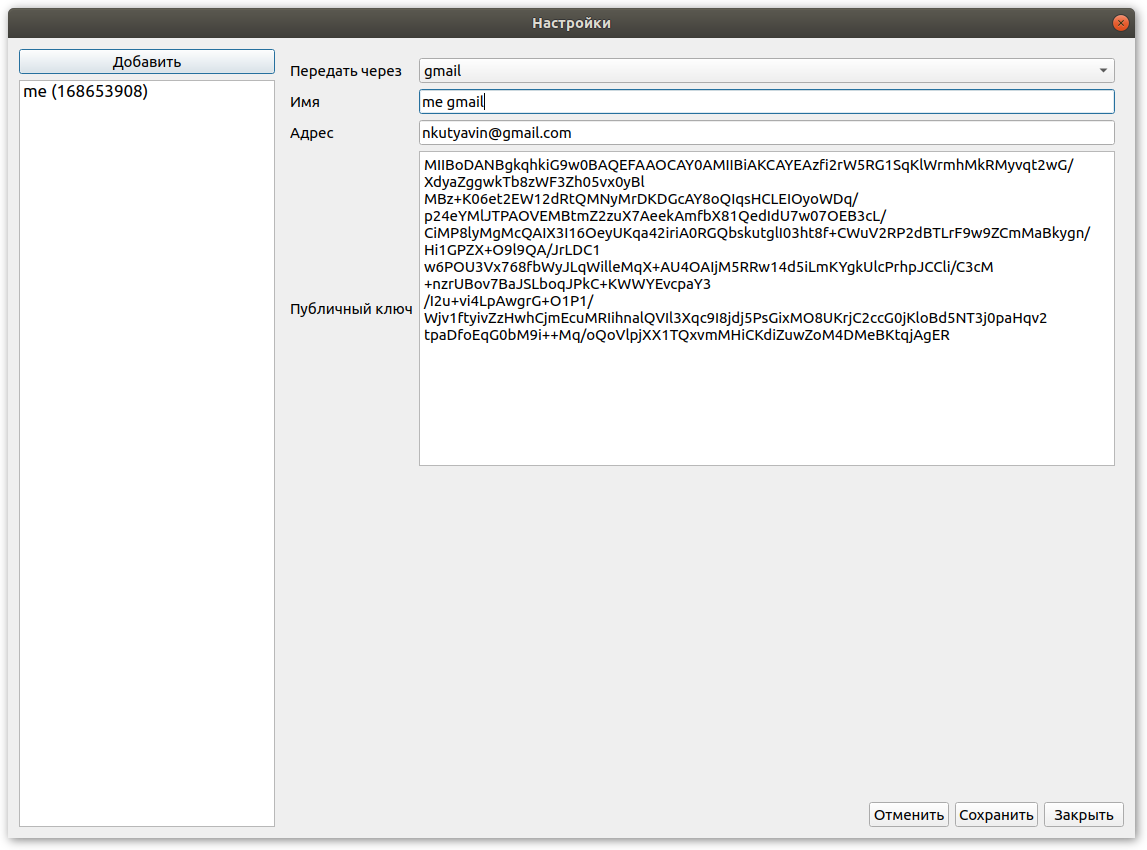 Настройки
Добавить
me (168653908)
Передать через
gmail
Имя
me gmail
Адрес
nkutyavin@gmail.com
Публичный ключ
MIIBoDANBgkqhkiG9w0BAQEFAAOCAY0AMIIBiAKCAYEAzfi2rW5RG1SqKlWrmhMkRMyvqt2wG/
XdyaZggwkTb8zWF3Zh05vx0yBl
MBz+K06et2EW12dRtQMNyMrDKDGcAY8oQIqsHCLEIOyoWDq/
p24eYMlJTPAOVEMBtmZ2zuX7AeekAmfbX81QedIdU7w07OEB3cL/
CiMP8lyMgMcQAIX3I16OeyUKqa42iriA0RGQbskutglI03ht8f+CWuV2RP2dBTLrF9w9ZCmMaBkygn/
Hi1GPZX+O9l9QA/JrLDC1
w6POU3Vx768fbWyJLqWilleMqX+AU4OAIjM5RRw14d5iLmKYgkUlcPrhpJCCli/C3cM
+nzrUBov7BaJSLboqJPkC+KWWYEvcpaY3
/I2u+vi4LpAwgrG+O1P1/
Wjv1ftyivZzHwhCjmEcuMRIihnalQVIl3Xqc9I8jdj5PsGixMO8UKrjC2ccG0jKloBd5NT3j0paHqv2
tpaDfoEqG0bM9i++Mq/oQoVlpjXX1TQxvmMHiCKdiZuwZoM4DMeBKtqjAgER
Отменить
Сохранить
Закрыть